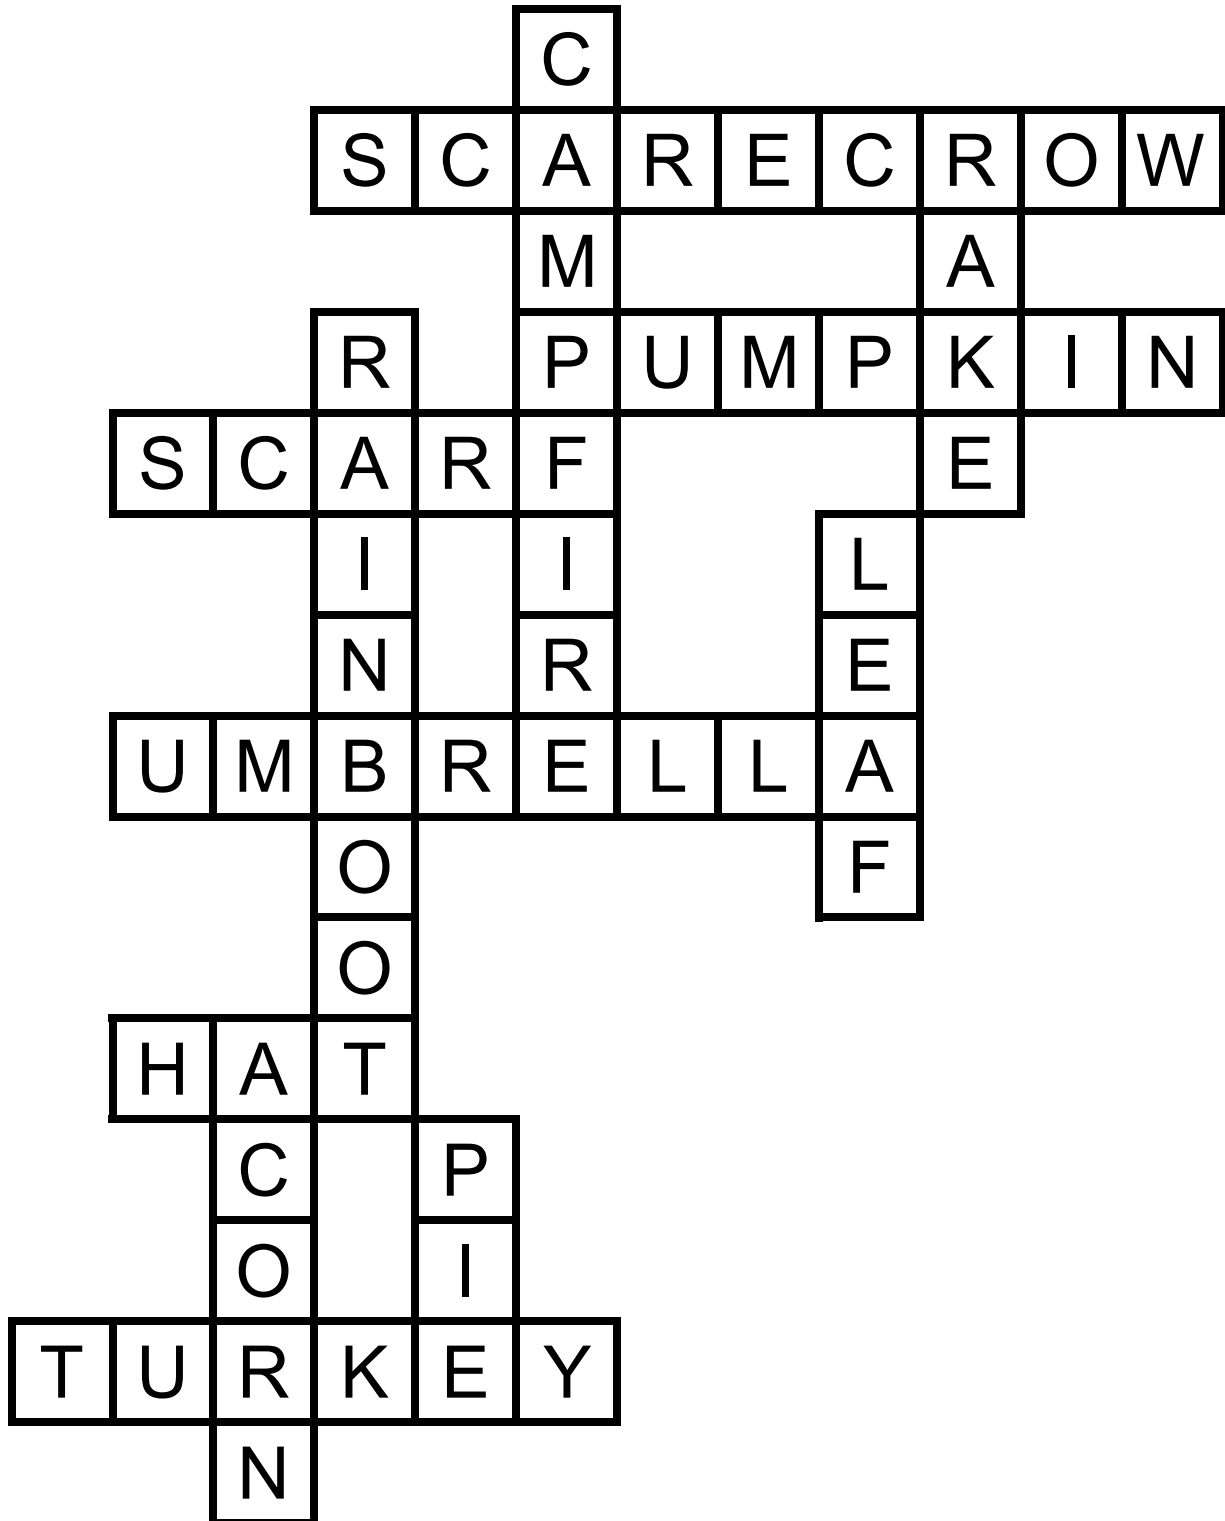 C
SCARECROW
M A
R PUMPKIN
SCARF E
I I L
N R E
UMBRELLA
O F
O
HAT
C P
O I
TURKEY
N